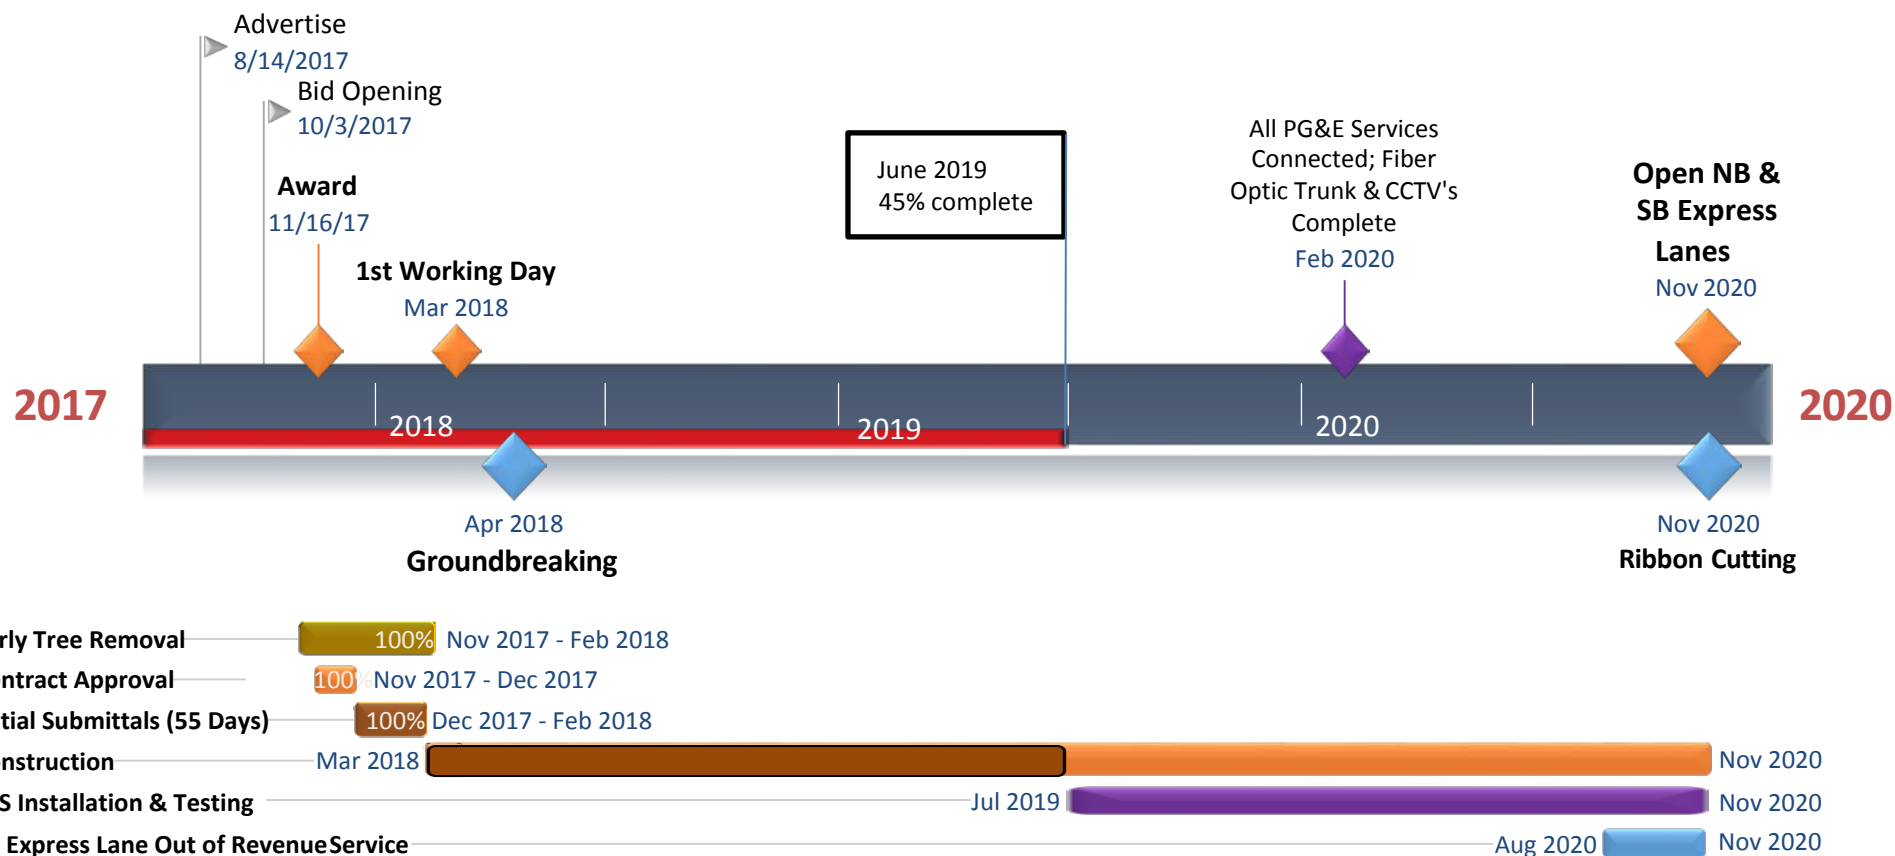 Advertise
8/14/2017
Bid Opening
10/3/2017
Award
11/16/17
1st Working Day
Mar 2018
June 2019
45% complete
All PG&E Services
Connected; Fiber
Optic Trunk & CCTV's
Complete
Feb 2020
Open NB &
SB Express
Lanes
Nov 2020
2017
2018
2019
2020
2020
Apr 2018
Groundbreaking
Nov 2020
Ribbon Cutting
rly Tree Removal 100% Nov 2017 - Feb 2018
ntract Approval 100% Nov 2017 - Dec 2017
tial Submittals (55 Days) 100% Dec 2017 - Feb 2018
nstruction Mar 2018 Nov 2020
S Installation & Testing Jul 2019 Nov 2020
Express Lane Out of Revenue Service Aug 2020 Nov 2020